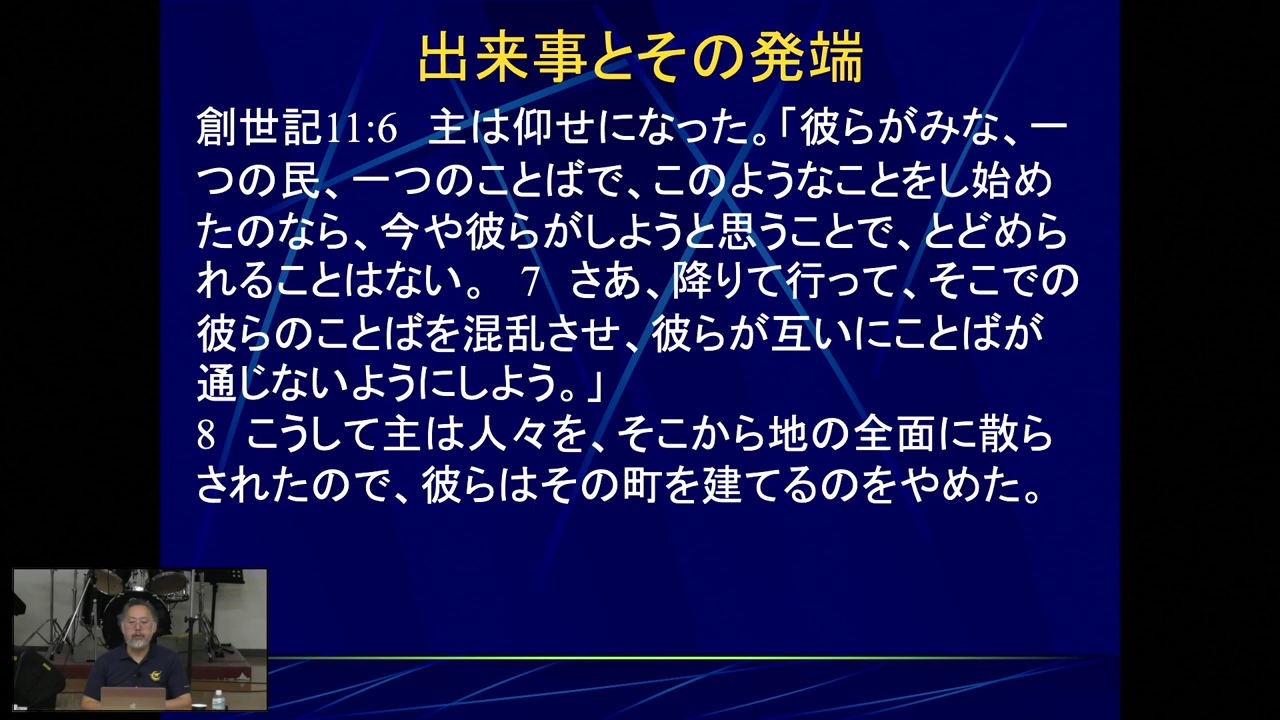 出来事とその発端
創世記11:6　主は仰せになった。「彼らがみな、一
つの民、一つのことばで、このようなことをし始め
たのなら、今や彼らがしようと思うことで、とどめら
れることはない。　7　さあ、降りて行って、そこでの
彼らのことばを混乱させ、彼らが互いにことばが
通じないようにしよう。」
8　こうして主は人々を、そこから地の全面に散ら
されたので、彼らはその町を建てるのをやめた。